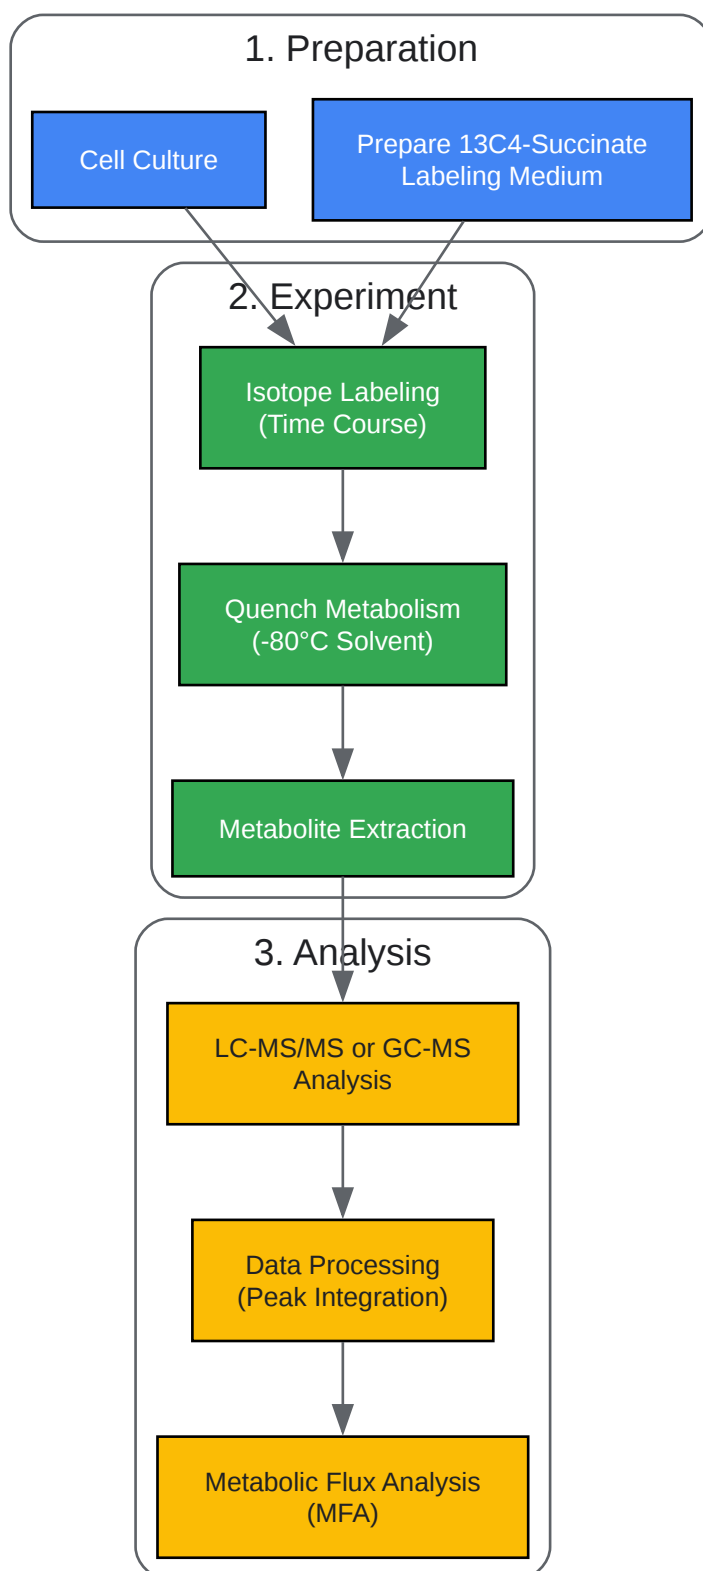 1. Preparation
Cell Culture
Prepare 13C4-Succinate
Labeling Medium
2. Experiment
Isotope Labeling
(Time Course)
Quench Metabolism
(-80°C Solvent)
Metabolite Extraction
3. Analysis
LC-MS/MS or GC-MS
Analysis
Data Processing
(Peak Integration)
Metabolic Flux Analysis
(MFA)